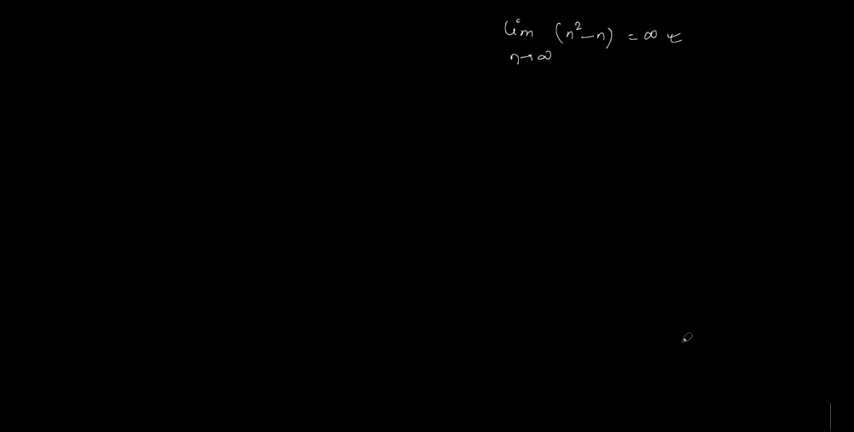 lim (n² – n) = ∞
n→∞